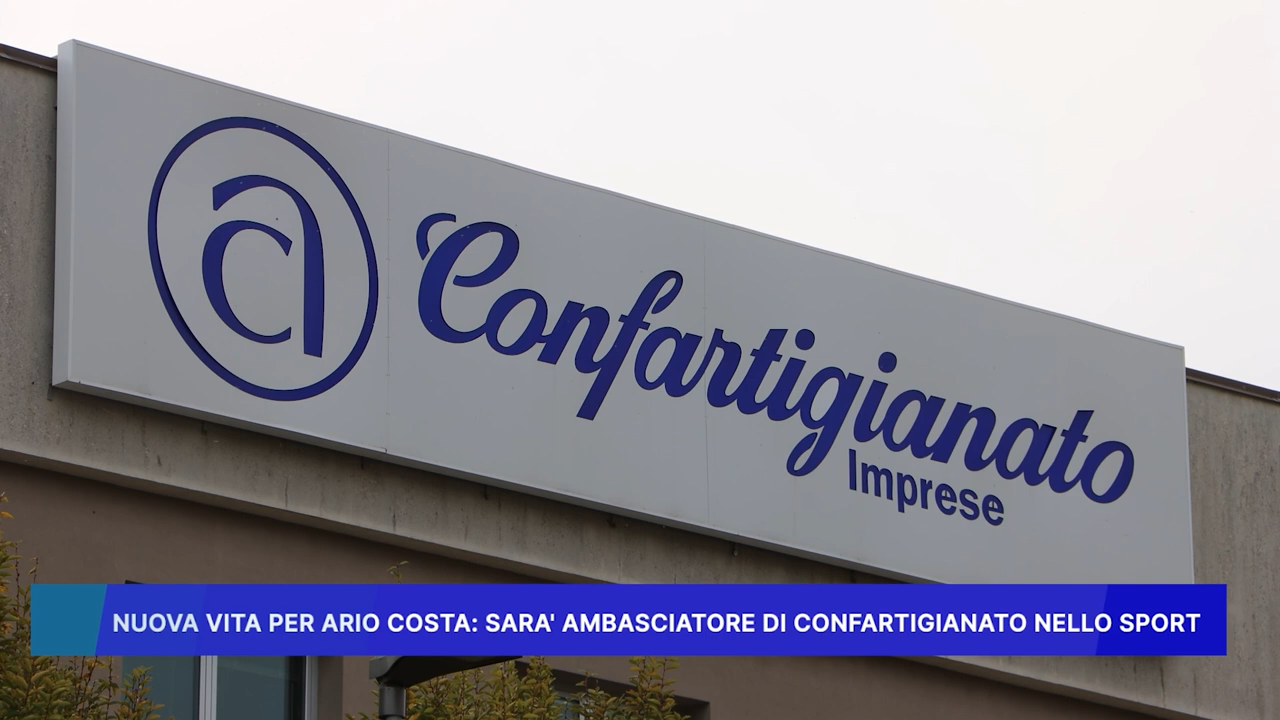 Confartigianato
Imprese
NUOVA VITA PER ARIO COSTA: SARA' AMBASCIATORE DI CONFARTIGIANATO NELLO SPORT